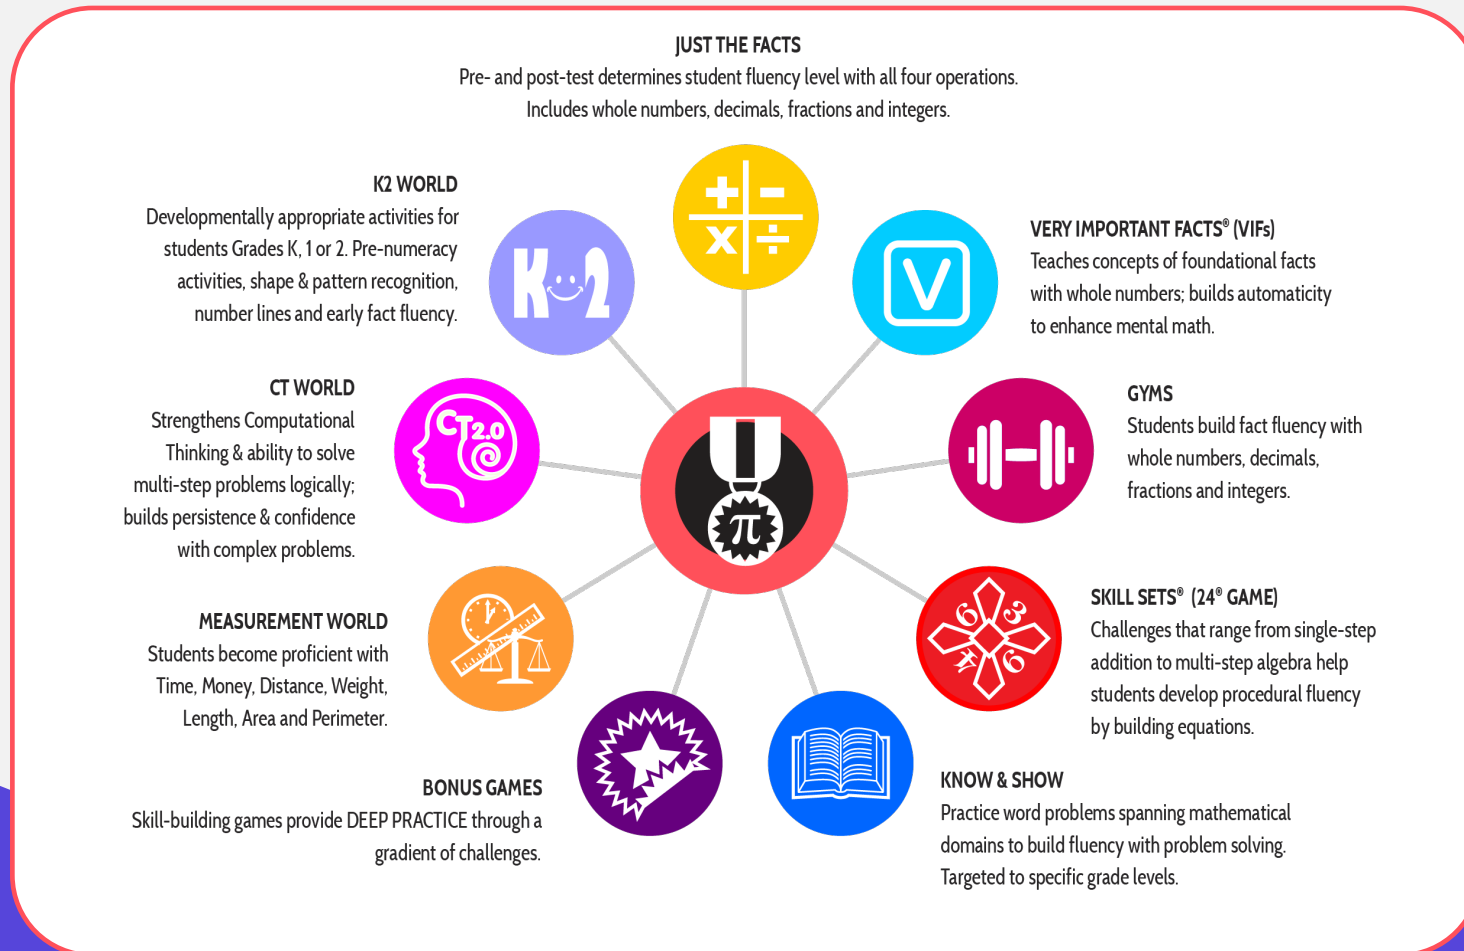 JUST THE FACTS
Pre- and post-test determines student fluency level with all four operations.
Includes whole numbers, decimals, fractions and integers.
K2 WORLD
Developmentally appropriate activities for
students Grades K, 1 or 2. Pre-numeracy
activities, shape & pattern recognition,
number lines and early fact fluency.
K 2
+ −
x ÷
V
VERY IMPORTANT FACTS® (VIFs)
Teaches concepts of foundational facts
with whole numbers; builds automaticity
to enhance mental math.
CT WORLD
Strengthens Computational
Thinking & ability to solve
multi-step problems logically;
builds persistence & confidence
with complex problems.
CT2.0
π
GYMS
Students build fact fluency with
whole numbers, decimals,
fractions and integers.
MEASUREMENT WORLD
Students become proficient with
Time, Money, Distance, Weight,
Length, Area and Perimeter.
6 3
4 9
SKILL SETS® (24® GAME)
Challenges that range from single-step
addition to multi-step algebra help
students develop procedural fluency
by building equations.
BONUS GAMES
Skill-building games provide DEEP PRACTICE through a
gradient of challenges.
KNOW & SHOW
Practice word problems spanning mathematical
domains to build fluency with problem solving.
Targeted to specific grade levels.